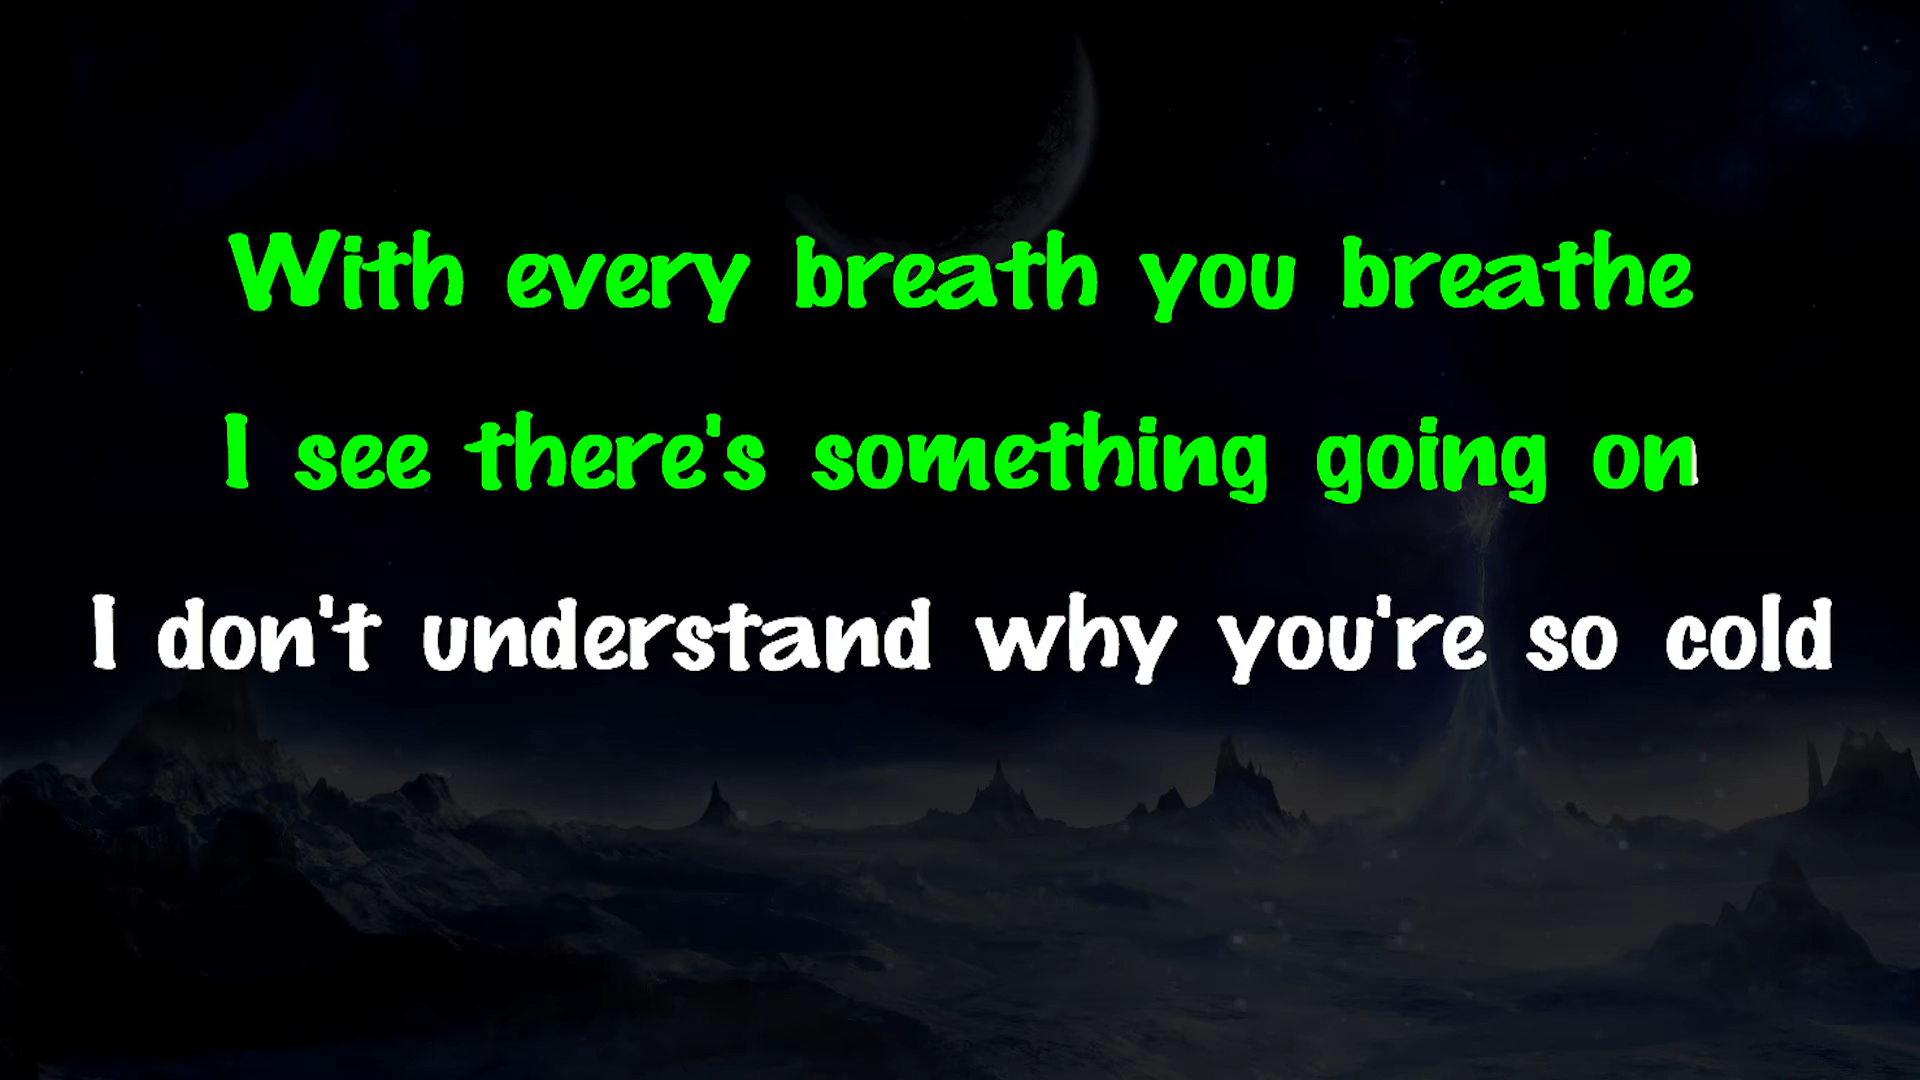 With every breath you breathe
I see there's something going on
I don't understand why you're so cold